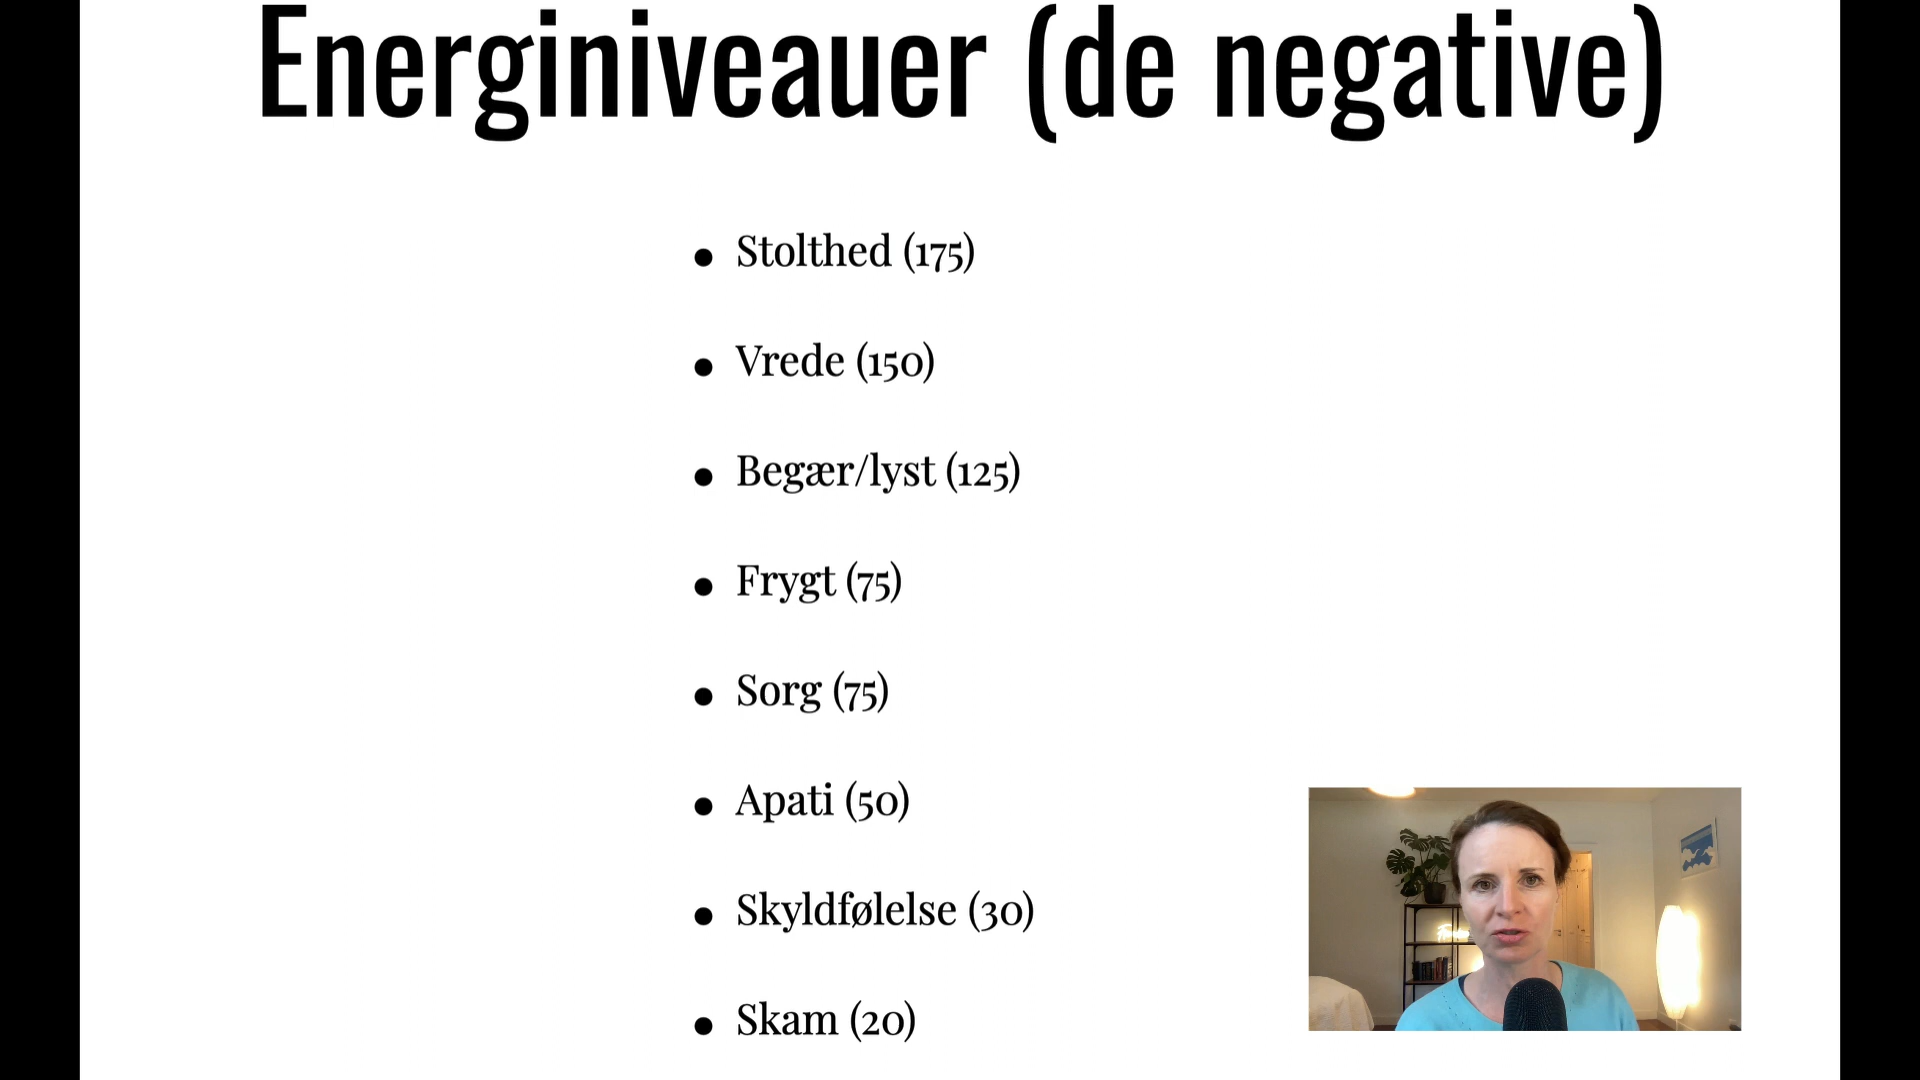 Energiniveauer (de negative)
• Stolthed (175)
• Vrede (150)
• Begær/lyst (125)
• Frygt (75)
• Sorg (75)
• Apati (50)
• Skyldfølelse (30)
• Skam (20)